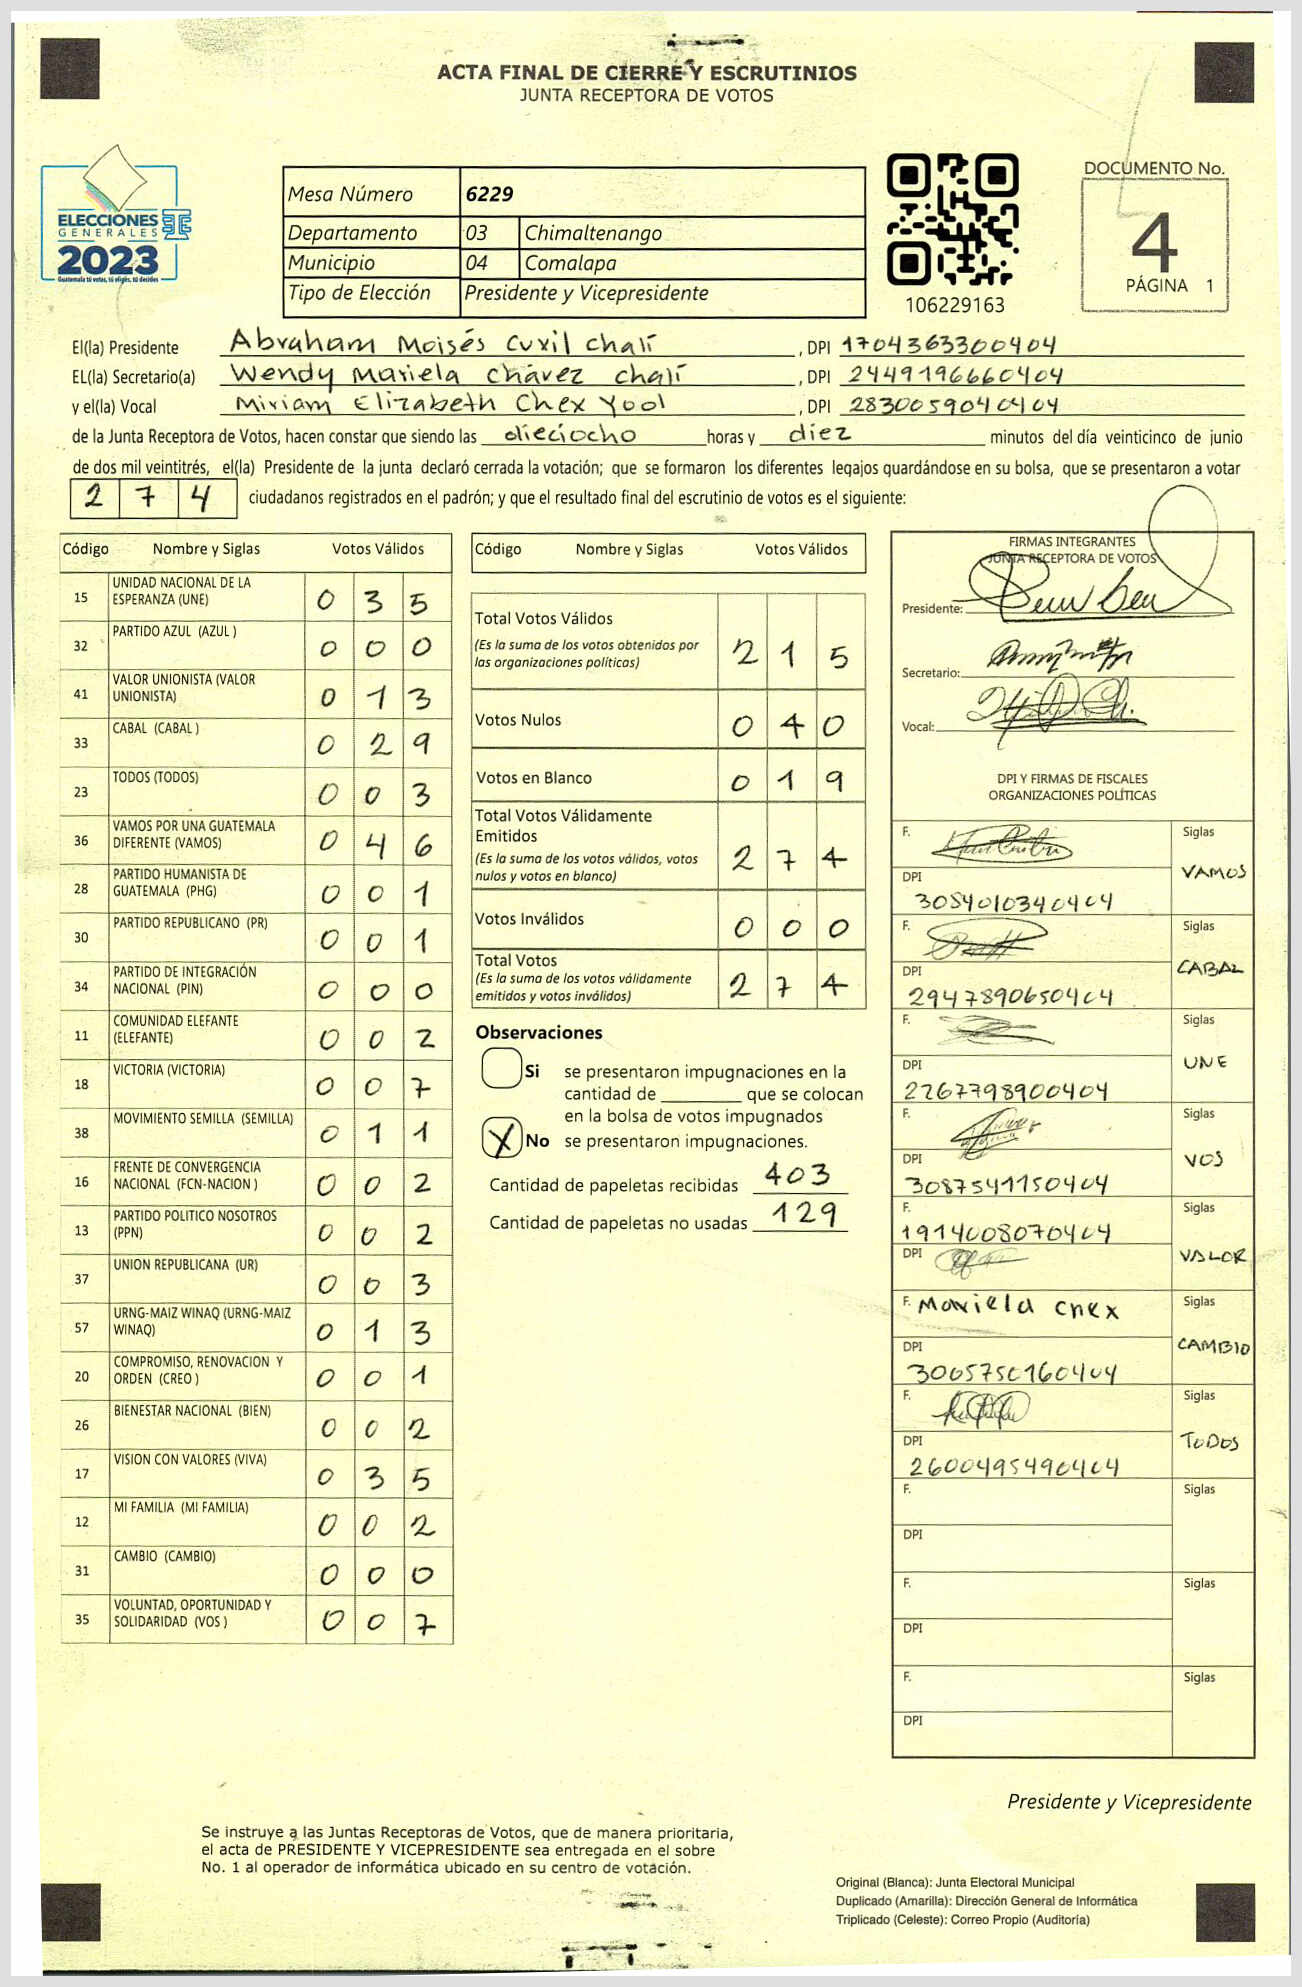 ACTA FINAL DE CIERRE Y ESCRUTINIOS
JUNTA RECEPTORA DE VOTOS
ELECCIONES
GENERALES
2023
Guatemala tú votas, tú eliges, tú decides
Mesa Número 6229
Departamento 03 Chimaltenango
Municipio 04 Comalapa
Tipo de Elección Presidente y Vicepresidente
106229163
DOCUMENTO No.
4
PÁGINA 1
El(la) Presidente Abraham Moisés Cuxil Chalí , DPI 1704363300404
EL(la) Secretario(a) Wendy Mariela Chávez Chalí , DPI 2449196660404
y el(la) Vocal Miriam Elizabeth Chex Yool , DPI 2830059040404
de la Junta Receptora de Votos, hacen constar que siendo las dieciocho horas y diez minutos del día veinticinco de junio
de dos mil veintitrés, el(la) Presidente de la junta declaró cerrada la votación; que se formaron los diferentes legajos guardándose en su bolsa, que se presentaron a votar
2 7 4 ciudadanos registrados en el padrón; y que el resultado final del escrutinio de votos es el siguiente:
Código Nombre y Siglas Votos Válidos
15 UNIDAD NACIONAL DE LA ESPERANZA (UNE) 0 3 5
32 PARTIDO AZUL (AZUL ) 0 0 0
41 VALOR UNIONISTA (VALOR UNIONISTA) 0 1 3
33 CABAL (CABAL ) 0 2 9
23 TODOS (TODOS) 0 0 3
36 VAMOS POR UNA GUATEMALA DIFERENTE (VAMOS) 0 4 6
28 PARTIDO HUMANISTA DE GUATEMALA (PHG) 0 0 1
30 PARTIDO REPUBLICANO (PR) 0 0 1
34 PARTIDO DE INTEGRACIÓN NACIONAL (PIN) 0 0 0
11 COMUNIDAD ELEFANTE (ELEFANTE) 0 0 2
18 VICTORIA (VICTORIA) 0 0 7
38 MOVIMIENTO SEMILLA (SEMILLA) 0 1 1
16 FRENTE DE CONVERGENCIA NACIONAL (FCN-NACION ) 0 0 2
13 PARTIDO POLITICO NOSOTROS (PPN) 0 0 2
37 UNION REPUBLICANA (UR) 0 0 3
57 URNG-MAIZ WINAQ (URNG-MAIZ WINAQ) 0 1 3
20 COMPROMISO, RENOVACION Y ORDEN (CREO ) 0 0 1
26 BIENESTAR NACIONAL (BIEN) 0 0 2
17 VISION CON VALORES (VIVA) 0 3 5
12 MI FAMILIA (MI FAMILIA) 0 0 2
31 CAMBIO (CAMBIO) 0 0 0
35 VOLUNTAD, OPORTUNIDAD Y SOLIDARIDAD (VOS ) 0 0 7
Código Nombre y Siglas Votos Válidos
Total Votos Válidos 2 1 5
(Es la suma de los votos obtenidos por
las organizaciones políticas)
Votos Nulos 0 4 0
Votos en Blanco 0 1 9
Total Votos Válidamente
Emitidos 2 7 4
(Es la suma de los votos válidos, votos
nulos y votos en blanco)
Votos Inválidos 0 0 0
Total Votos 2 7 4
(Es la suma de los votos válidamente
emitidos y votos inválidos)
Observaciones
Si se presentaron impugnaciones en la
cantidad de ________ que se colocan
en la bolsa de votos impugnados
X No se presentaron impugnaciones.
Cantidad de papeletas recibidas 403
Cantidad de papeletas no usadas 129
FIRMAS INTEGRANTES
JUNTA RECEPTORA DE VOTOS
Presidente:
Secretario:
Vocal:
DPI Y FIRMAS DE FISCALES
ORGANIZACIONES POLÍTICAS
F. Siglas VAMOS
DPI 3084010340404
F. Siglas CABAL
DPI 2947890650404
F. Siglas UNE
DPI 2267798900404
F. Siglas VOS
DPI 3087541150404
F. 1914008070404 Siglas VALOR
DPI
F. Mariela Chex Siglas CAMBIO
DPI 3065750160404
F. Siglas TODOS
DPI 2600495490404
F. Siglas
DPI
F. Siglas
DPI
F. Siglas
DPI
Presidente y Vicepresidente
Se instruye a las Juntas Receptoras de Votos, que de manera prioritaria,
el acta de PRESIDENTE Y VICEPRESIDENTE sea entregada en el sobre
No. 1 al operador de informática ubicado en su centro de votación.
Original (Blanca): Junta Electoral Municipal
Duplicado (Amarilla): Dirección General de Informática
Triplicado (Celeste): Correo Propio (Auditoría)